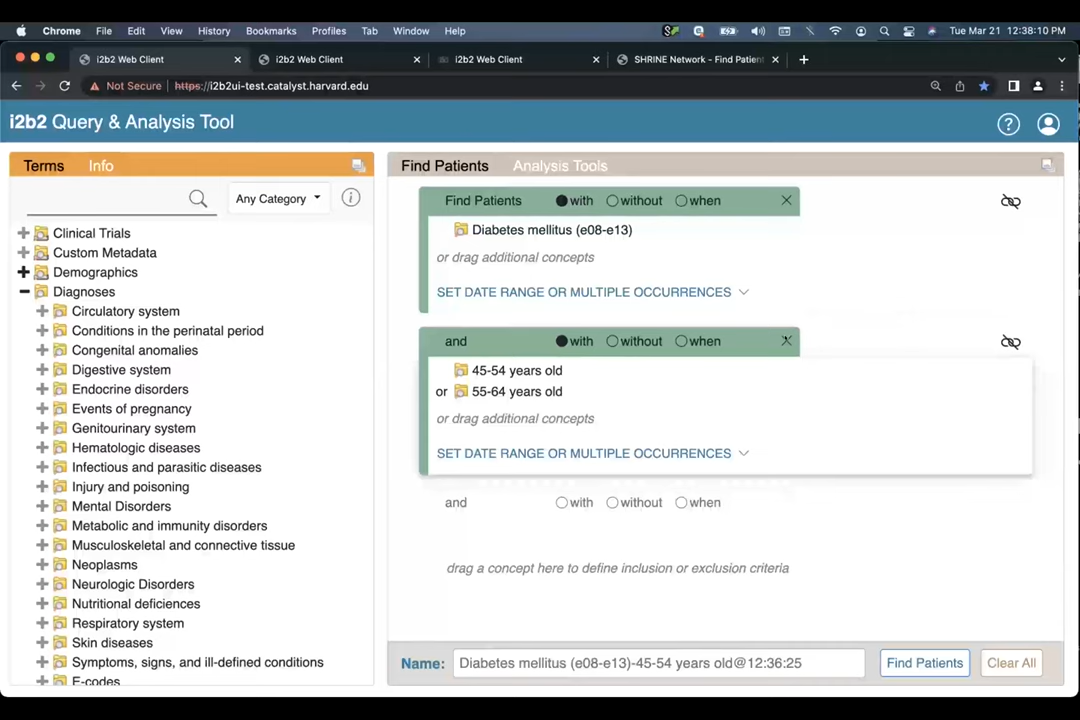 Chrome File Edit View History Bookmarks Profiles Tab Window Help Tue Mar 21 12:38:10 PM
i2b2 Web Client i2b2 Web Client i2b2 Web Client SHRINE Network - Find Patien
Not Secure https://i2b2ui-test.catalyst.harvard.edu
i2b2 Query & Analysis Tool
Terms Info
Any Category
Clinical Trials
Custom Metadata
Demographics
Diagnoses
Circulatory system
Conditions in the perinatal period
Congenital anomalies
Digestive system
Endocrine disorders
Events of pregnancy
Genitourinary system
Hematologic diseases
Infectious and parasitic diseases
Injury and poisoning
Mental Disorders
Metabolic and immunity disorders
Musculoskeletal and connective tissue
Neoplasms
Neurologic Disorders
Nutritional deficiences
Respiratory system
Skin diseases
Symptoms, signs, and ill-defined conditions
E-codes
Find Patients Analysis Tools
Find Patients with without when
Diabetes mellitus (e08-e13)
or drag additional concepts
SET DATE RANGE OR MULTIPLE OCCURRENCES
and with without when
45-54 years old
or 55-64 years old
or drag additional concepts
SET DATE RANGE OR MULTIPLE OCCURRENCES
and with without when
drag a concept here to define inclusion or exclusion criteria
Name: Diabetes mellitus (e08-e13)-45-54 years old@12:36:25 Find Patients Clear All